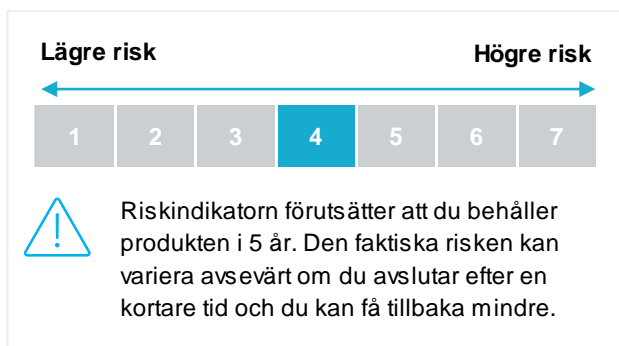 Lägre risk Högre risk
1 2 3 4 5 6 7
Riskindikatorn förutsätter att du behåller
produkten i 5 år. Den faktiska risken kan
variera avsevärt om du avslutar efter en
kortare tid och du kan få tillbaka mindre.